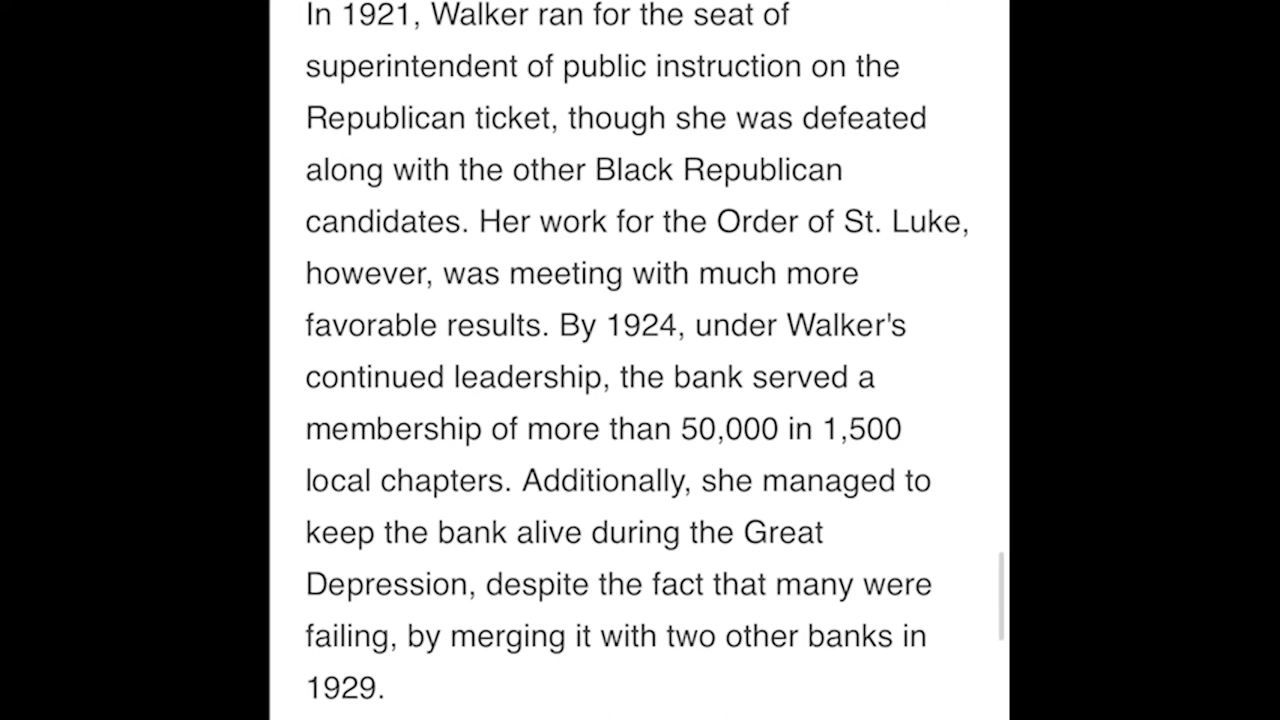 In 1921, Walker ran for the seat of
superintendent of public instruction on the
Republican ticket, though she was defeated
along with the other Black Republican
candidates. Her work for the Order of St. Luke,
however, was meeting with much more
favorable results. By 1924, under Walker's
continued leadership, the bank served a
membership of more than 50,000 in 1,500
local chapters. Additionally, she managed to
keep the bank alive during the Great
Depression, despite the fact that many were
failing, by merging it with two other banks in
1929.